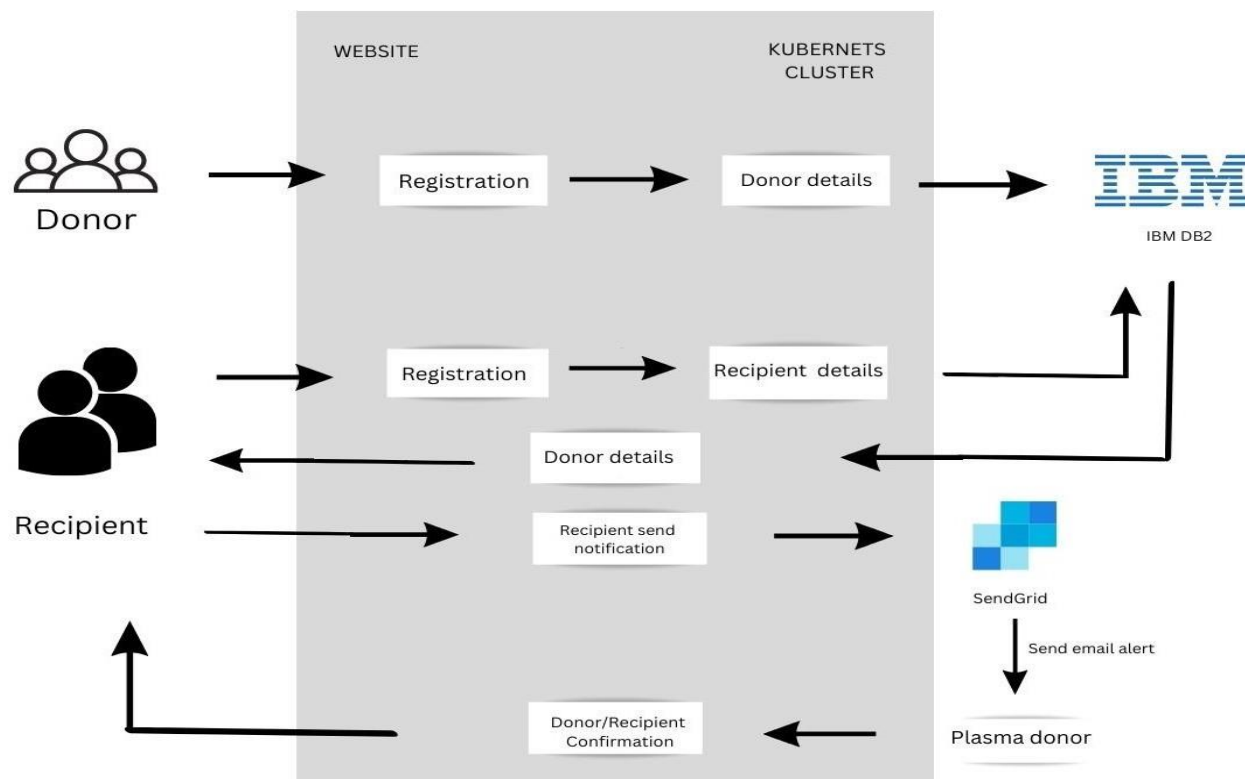 WEBSITE
KUBERNETS
CLUSTER
Donor
Registration
Donor details
IBM
IBM DB2
Registration
Recipient details
Donor details
Recipient
Recipient send
notification
SendGrid
Send email alert
Donor/Recipient
Confirmation
Plasma donor